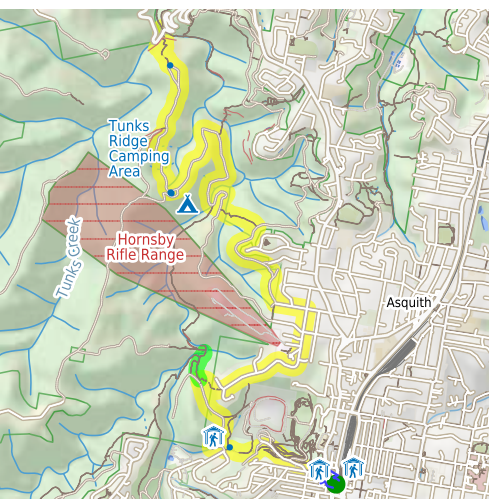 Tunks
Ridge
Camping
Area
Hornsby
Rifle Range
Tunks Creek
Asquith